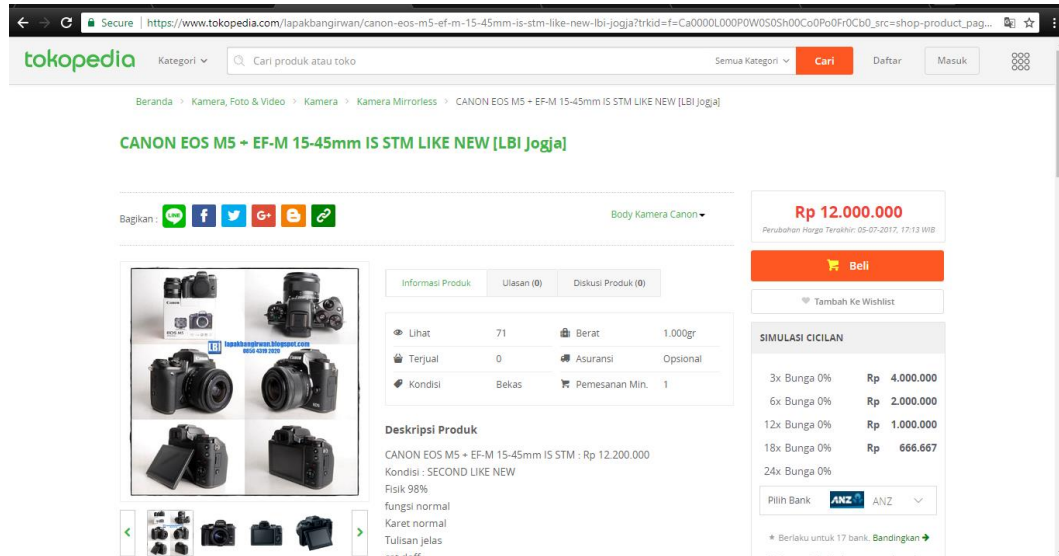 Secure | https://www.tokopedia.com/lapakbangirwan/canon-eos-m5-ef-m-15-45mm-is-stm-like-new-lbi-jogja?trkid=f=Ca0000L000P0W0S0Sh00Co0Po0Fr0Cb0_src=shop-product_pag...
tokopedia Kategori Cari produk atau toko Semua Kategori Cari Daftar Masuk
Beranda > Kamera, Foto & Video > Kamera > Kamera Mirrorless > CANON EOS M5 + EF-M 15-45mm IS STM LIKE NEW [LBI Jogja]
CANON EOS M5 + EF-M 15-45mm IS STM LIKE NEW [LBI Jogja]
Bagikan : LINE f G+ Body Kamera Canon
Rp 12.000.000
Perubahan Harga Terakhir: 05-07-2017, 17:13 WIB
Beli
Tambah Ke Wishlist
Canon
LBI lapakbangirwan.blogspot.com
0856 4319 2020
Informasi Produk Ulasan (0) Diskusi Produk (0)
Lihat 71 Berat 1.000gr
Terjual 0 Asuransi Opsional
Kondisi Bekas Pemesanan Min. 1
Deskripsi Produk
CANON EOS M5 + EF-M 15-45mm IS STM : Rp 12.200.000
Kondisi : SECOND LIKE NEW
Fisik 98%
fungsi normal
Karet normal
Tulisan jelas
SIMULASI CICILAN
3x Bunga 0% Rp 4.000.000
6x Bunga 0% Rp 2.000.000
12x Bunga 0% Rp 1.000.000
18x Bunga 0% Rp 666.667
24x Bunga 0%
Pilih Bank ANZ ANZ
* Berlaku untuk 17 bank. Bandingkan